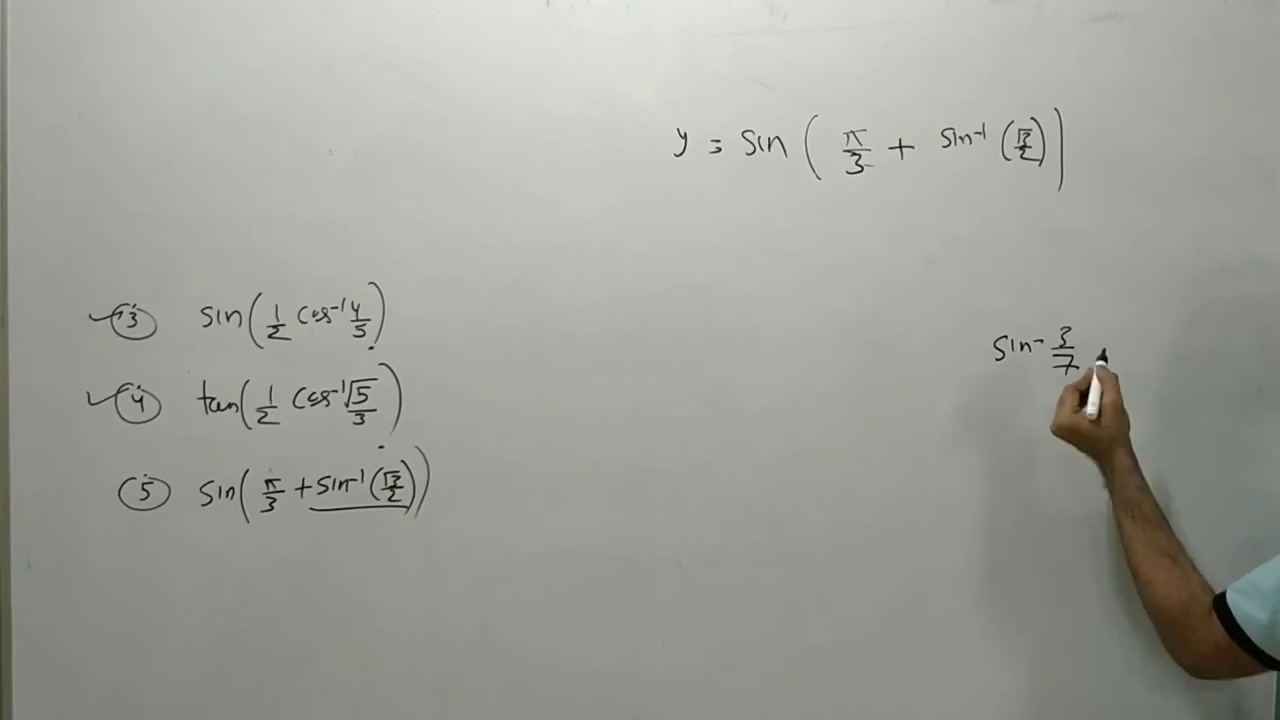 y = sin ( π/3 + sin⁻¹ (√3/2) )
③ sin(1/2 cos⁻¹ 4/5)
④ tan(1/2 cos⁻¹ √5/3)
⑤ sin(π/3 + sin⁻¹(√3/2))
sin⁻ 3/7